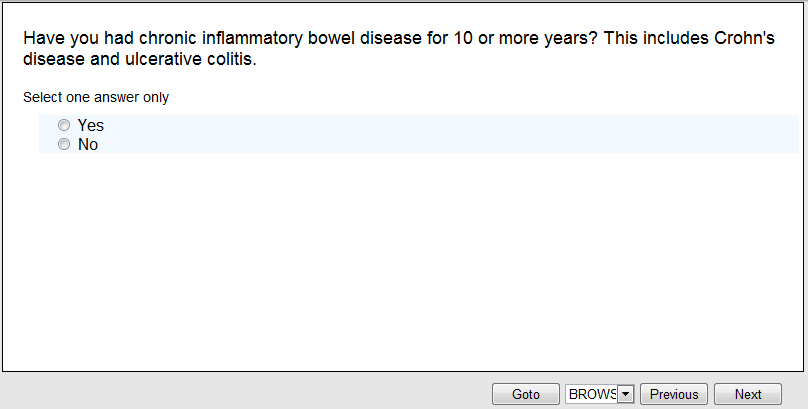 Have you had chronic inflammatory bowel disease for 10 or more years? This includes Crohn's
disease and ulcerative colitis.
Select one answer only
Yes
No
Goto BROWS Previous Next